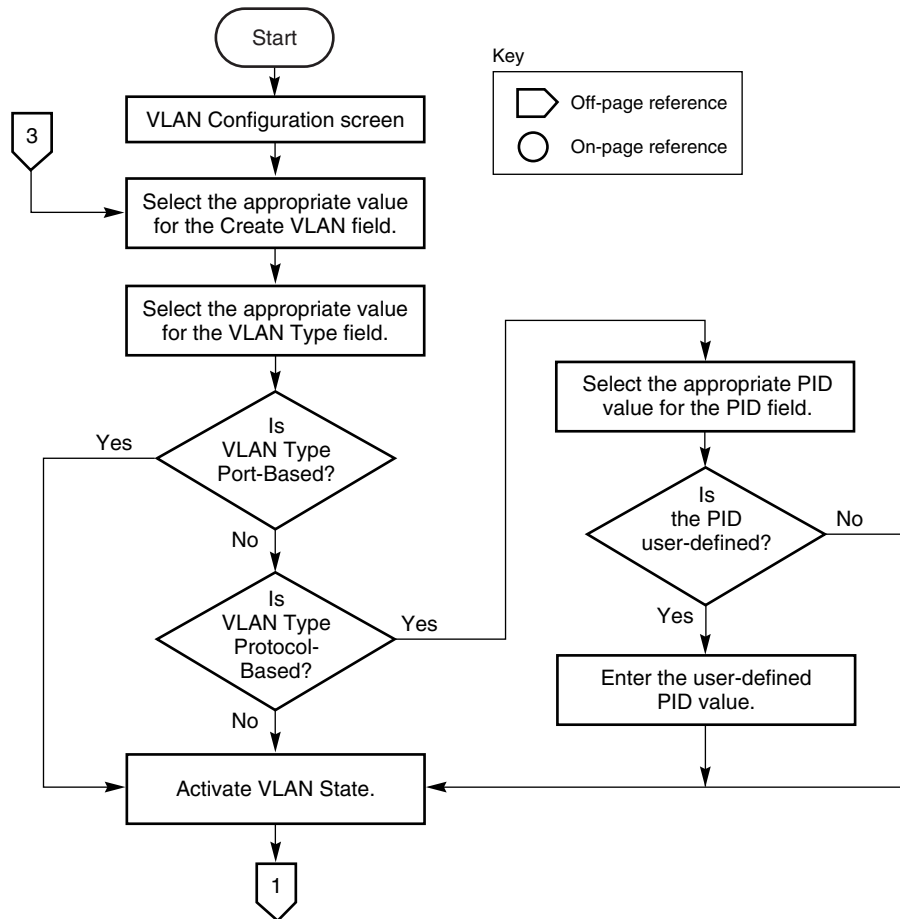 Start
Key
Off-page reference
On-page reference
VLAN Configuration screen
3
Select the appropriate value
for the Create VLAN field.
Select the appropriate value
for the VLAN Type field.
Select the appropriate PID
value for the PID field.
Is
VLAN Type
Port-Based?
Yes
No
Is
the PID
user-defined?
No
Yes
Is
VLAN Type
Protocol-
Based?
Yes
No
Enter the user-defined
PID value.
Activate VLAN State.
1